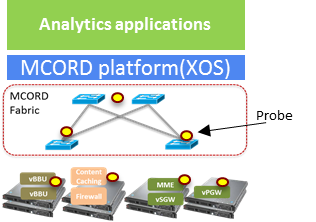 Analytics applications
MCORD platform(XOS)
MCORD
Fabric
Probe
vBBU
vBBU
Content
Caching
Firewall
MME
vSGW
vPGW